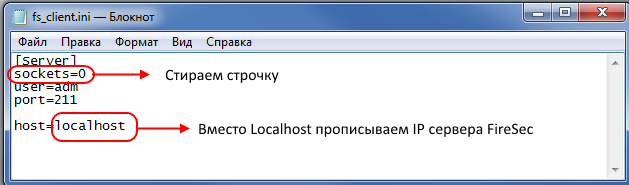 fs_client.ini — Блокнот
Файл Правка Формат Вид Справка
[Server]
sockets=0
Стираем строчку
user=adm
port=211
host=localhost
Вместо Localhost прописываем IP сервера FireSec